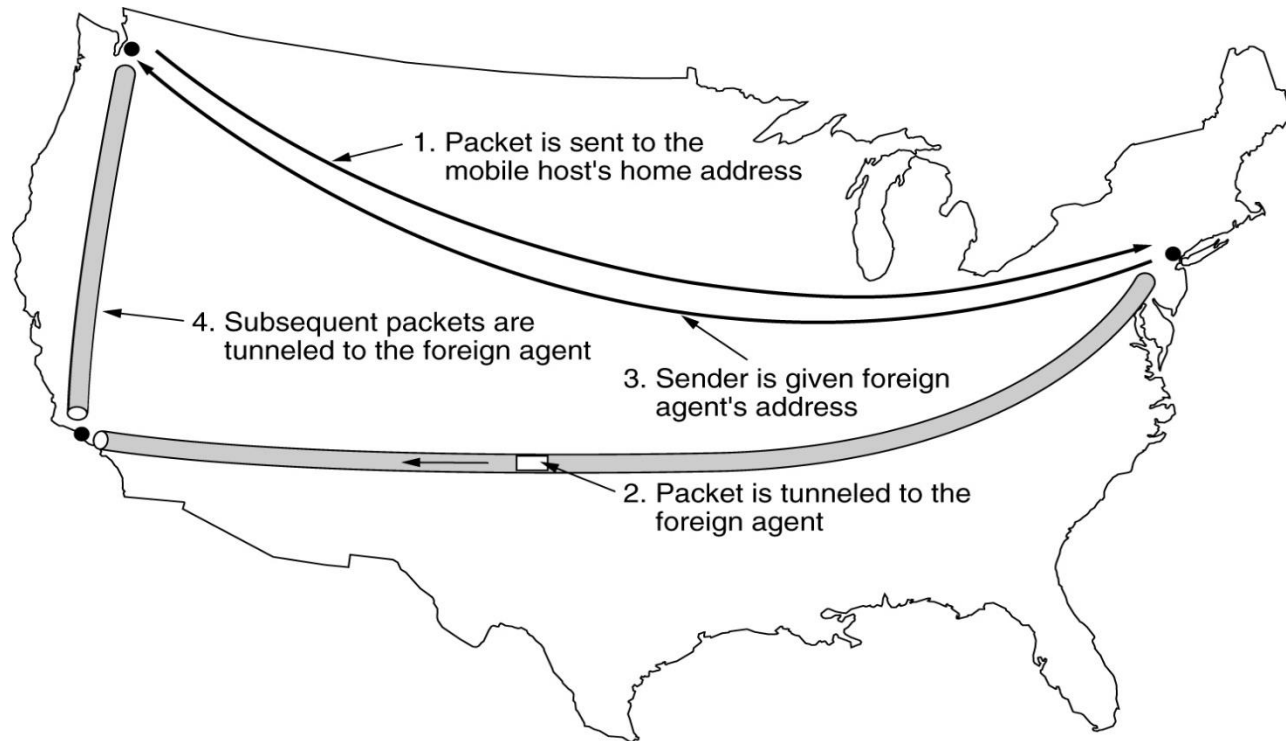 1. Packet is sent to the
mobile host's home address
4. Subsequent packets are
tunneled to the foreign agent
3. Sender is given foreign
agent's address
2. Packet is tunneled to the
foreign agent